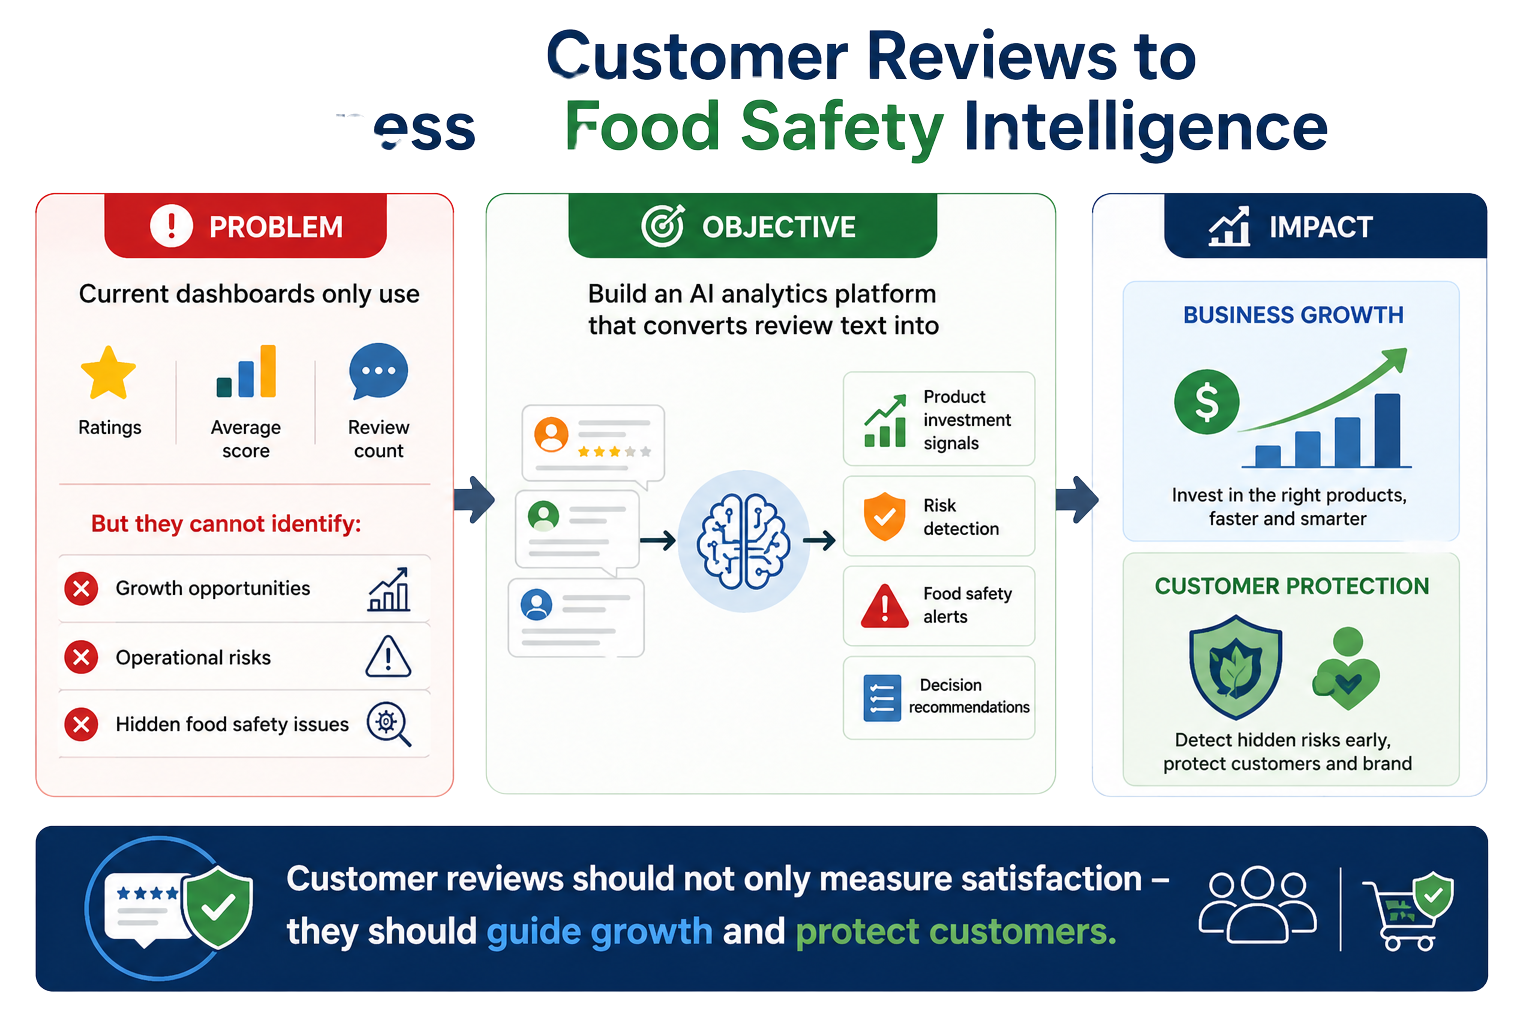 Customer Reviews to
ess Food Safety Intelligence
PROBLEM
Current dashboards only use
Ratings
Average
score
Review
count
But they cannot identify:
Growth opportunities
Operational risks
Hidden food safety issues
OBJECTIVE
Build an AI analytics platform
that converts review text into
Product
investment
signals
Risk
detection
Food safety
alerts
Decision
recommendations
IMPACT
BUSINESS GROWTH
$
Invest in the right products,
faster and smarter
CUSTOMER PROTECTION
Detect hidden risks early,
protect customers and brand
Customer reviews should not only measure satisfaction –
they should guide growth and protect customers.